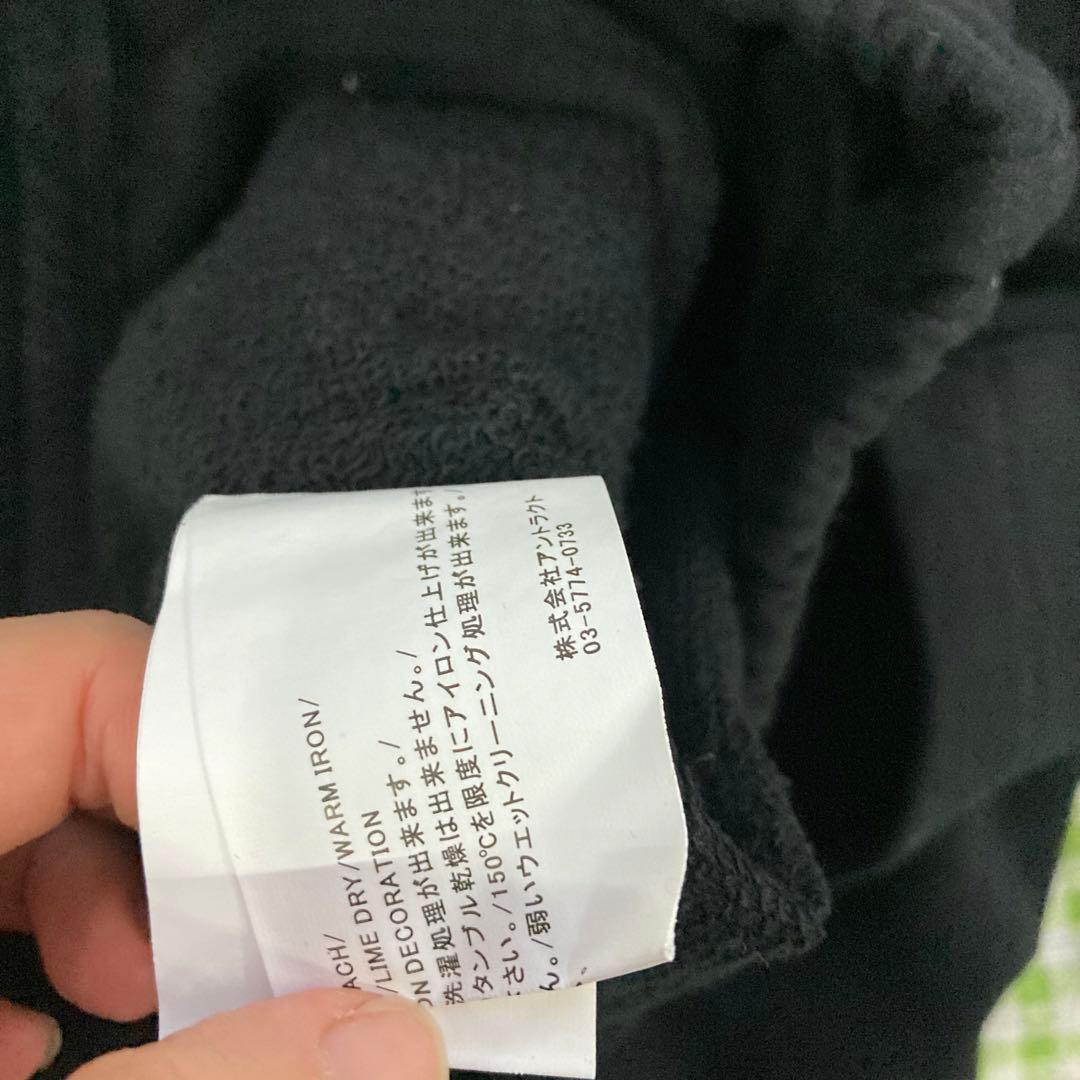 ACH/
/LIME DRY/WARM IRON/
ON DECORATION
洗濯処理が出来ます。/
タンブル乾燥は出来ません。/
さい。/150℃を限度にアイロン仕上げが出来ます
ん。/弱いウエットクリーニング処理が出来ます。/
株式会社アントラクト
03-5774-0733